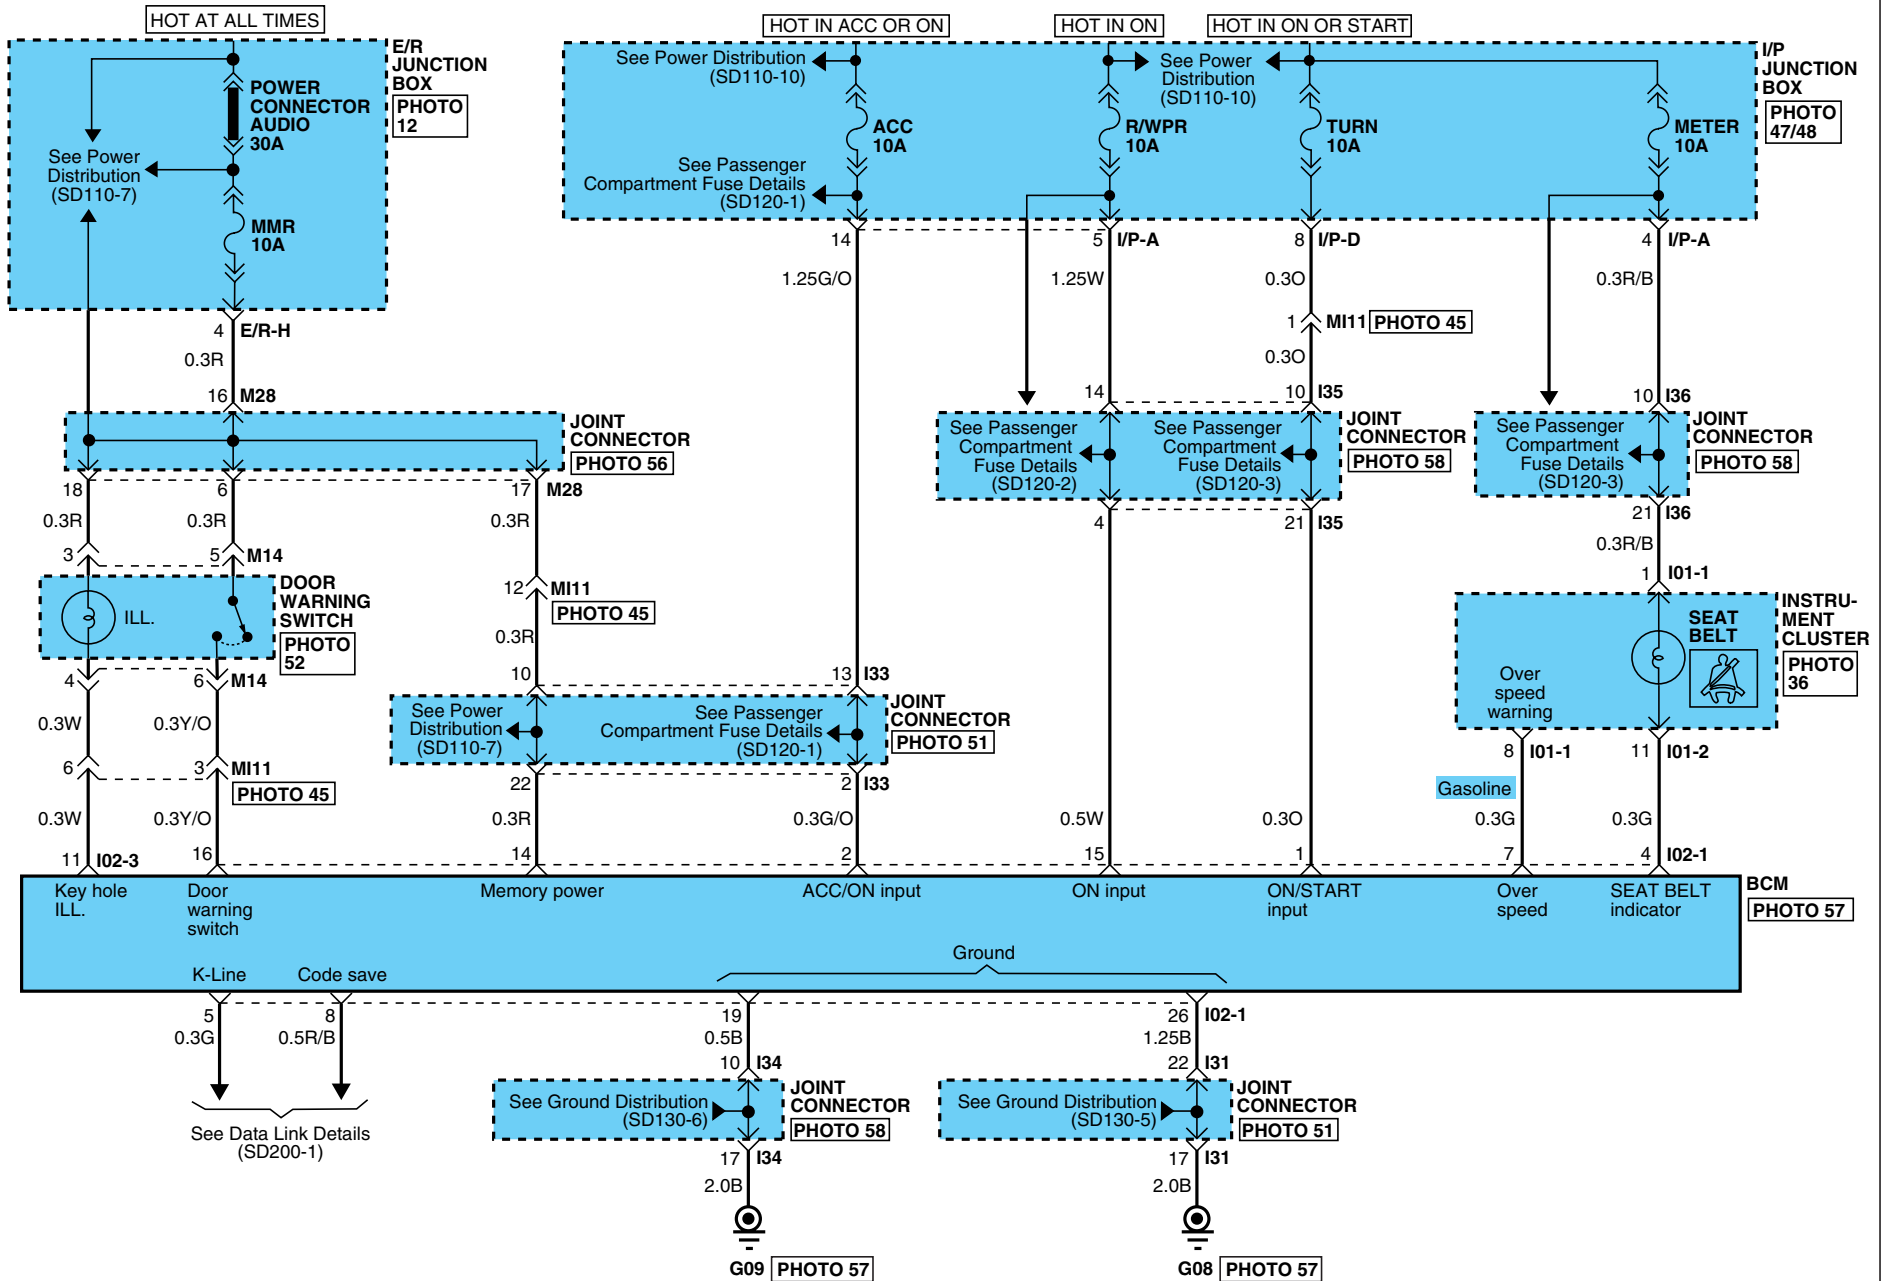 HOT AT ALL TIMES
HOT IN ACC OR ON
HOT IN ON
HOT IN ON OR START
E/R
JUNCTION
BOX
PHOTO
12
POWER
CONNECTOR
AUDIO
30A
See Power
Distribution
(SD110-7)
MMR
10A
See Power Distribution
(SD110-10)
ACC
10A
See Passenger
Compartment Fuse Details
(SD120-1)
R/WPR
10A
See Power
Distribution
(SD110-10)
TURN
10A
METER
10A
I/P
JUNCTION
BOX
PHOTO
47/48
4 E/R-H
0.3R
16 M28
14
1.25G/O
5 I/P-A
1.25W
8 I/P-D
0.3O
1 MI11 PHOTO 45
0.3O
4 I/P-A
0.3R/B
14
10 I35
10 I36
JOINT
CONNECTOR
PHOTO 56
See Passenger
Compartment
Fuse Details
(SD120-2)
See Passenger
Compartment
Fuse Details
(SD120-3)
JOINT
CONNECTOR
PHOTO 58
See Passenger
Compartment
Fuse Details
(SD120-3)
JOINT
CONNECTOR
PHOTO 58
18
6
17 M28
0.3R
0.3R
0.3R
4
21 I35
21 I36
0.3R/B
3
5 M14
ILL.
DOOR
WARNING
SWITCH
PHOTO
52
12 MI11
PHOTO 45
0.3R
1 I01-1
SEAT
BELT
Over
speed
warning
INSTRU-
MENT
CLUSTER
PHOTO
36
4
6 M14
0.3W
0.3Y/O
10
13 I33
See Power
Distribution
(SD110-7)
See Passenger
Compartment Fuse Details
(SD120-1)
JOINT
CONNECTOR
PHOTO 51
6
3 MI11
PHOTO 45
22
2 I33
8 I01-1
11 I01-2
Gasoline
0.3W
0.3Y/O
0.3R
0.3G/O
0.5W
0.3O
0.3G
0.3G
11 I02-3
16
14
2
15
1
7
4 I02-1
Key hole
ILL.
Door
warning
switch
Memory power
ACC/ON input
ON input
ON/START
input
Over
speed
SEAT BELT
indicator
BCM
PHOTO 57
K-Line
Code save
Ground
5
8
19
26 I02-1
0.3G
0.5R/B
0.5B
1.25B
10 I34
22 I31
See Data Link Details
(SD200-1)
See Ground Distribution
(SD130-6)
JOINT
CONNECTOR
PHOTO 58
See Ground Distribution
(SD130-5)
JOINT
CONNECTOR
PHOTO 51
17 I34
2.0B
17 I31
2.0B
G09 PHOTO 57
G08 PHOTO 57